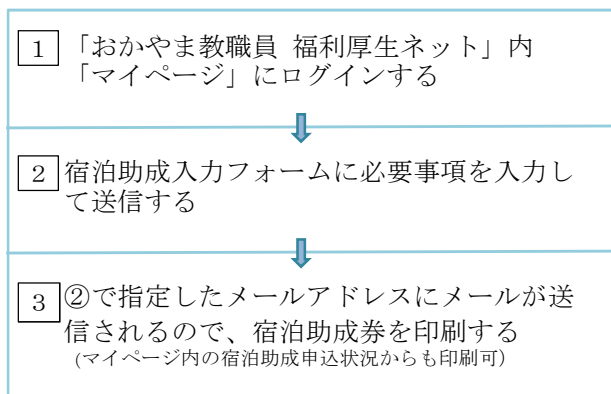 1 「おかやま教職員 福利厚生ネット」内
「マイページ」にログインする
2 宿泊助成入力フォームに必要事項を入力し
て送信する
3 ②で指定したメールアドレスにメールが送
信されるので、宿泊助成券を印刷する
(マイページ内の宿泊助成申込状況からも印刷可)